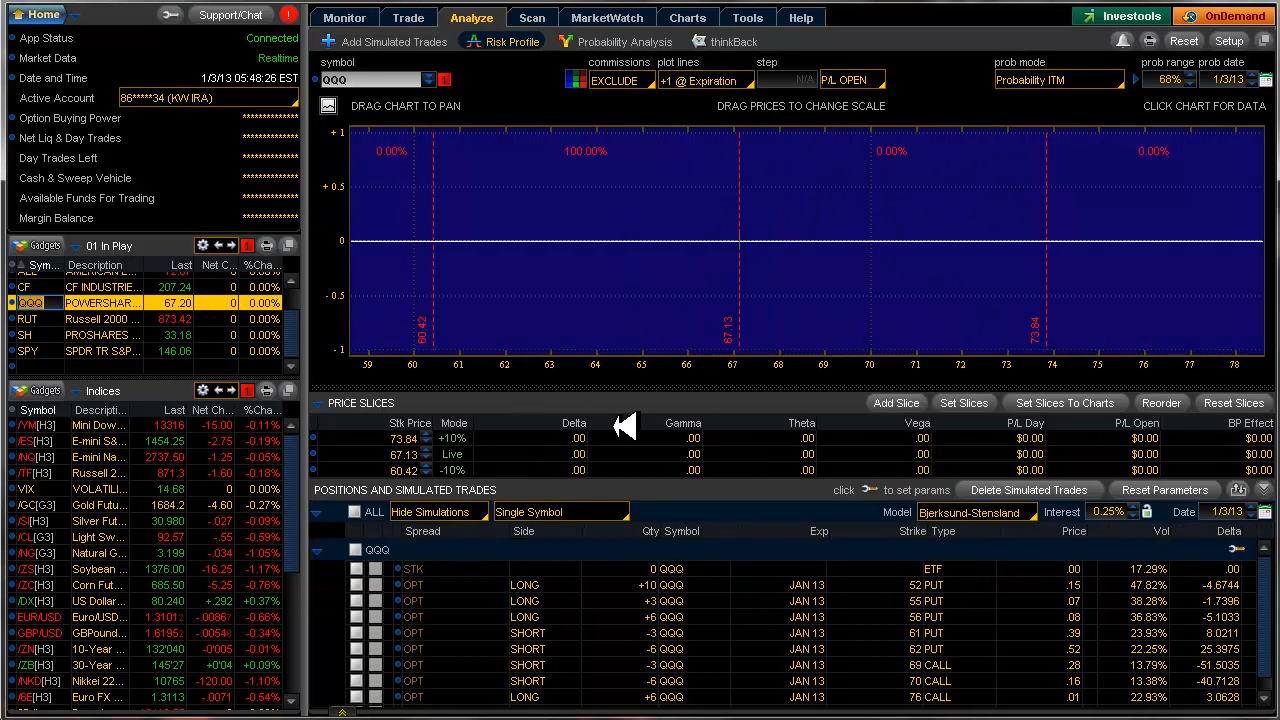 Home
Support/Chat
!
App Status Connected
Market Data Realtime
Date and Time 1/3/13 05:48:26 EST
Active Account 86*****34 (KW IRA)
Option Buying Power **********
Net Liq & Day Trades **********
Day Trades Left **********
Cash & Sweep Vehicle **********
Available Funds For Trading **********
Margin Balance **********
Gadgets 01 In Play 1
Sym... Description Last Net C... %Cha...
CF CF INDUSTRIE... 207.24 0 0.00%
QQQ POWERSHAR... 67.20 0 0.00%
RUT Russell 2000 ... 873.42 0 0.00%
SH PROSHARES ... 33.18 0 0.00%
SPY SPDR TR S&P... 146.06 0 0.00%
Gadgets Indices 1
Symbol Descripti... Last Net Chg %Cha...
/YM[H3] Mini Dow... 13316 -15.00 -0.11%
/ES[H3] E-mini S&... 1454.25 -2.75 -0.19%
/NQ[H3] E-mini Na... 2737.50 -1.25 -0.05%
/TF[H3] Russell 2... 871.3 -1.60 -0.18%
VIX VOLATILI... 14.68 0 0.00%
/GC[G3] Gold Futu... 1684.2 -4.60 -0.27%
/SI[H3] Silver Fut... 30.980 -.027 -0.09%
/CL[G3] Light Sw... 92.57 -.55 -0.59%
/NG[G3] Natural G... 3.199 -.034 -1.05%
/ZS[H3] Soybean ... 1376.00 -16.25 -1.17%
/ZC[H3] Corn Fut... 685.50 -5.25 -0.76%
/DX[H3] US Dollar... 80.240 +.292 +0.37%
EUR/USD Euro/USD... 1.31012 -.00867 -0.66%
GBP/USD GBPound... 1.61952 -.00548 -0.34%
/ZN[H3] 10-Year ... 132'040 -0'005 -0.01%
/ZB[H3] 30-Year ... 145'27 +0'04 +0.09%
/NKD[H3] Nikkei 22... 10765 -120.00 -1.10%
/6E[H3] Euro FX... 1.3113 -.0071 -0.54%
Monitor Trade Analyze Scan MarketWatch Charts Tools Help
Investools OnDemand
Add Simulated Trades Risk Profile Probability Analysis thinkBack
Reset Setup
symbol commissions plot lines step prob mode prob range prob date
QQQ 1 EXCLUDE +1 @ Expiration N/A P/L OPEN Probability ITM 68% 1/3/13
DRAG CHART TO PAN DRAG PRICES TO CHANGE SCALE CLICK CHART FOR DATA
+ 1
0.00% 100.00% 0.00% 0.00%
+ 0.5
0
- 0.5
60.42 67.13 73.84
- 1
59 60 61 62 63 64 65 66 67 68 69 70 71 72 73 74 75 76 77 78
PRICE SLICES Add Slice Set Slices Set Slices To Charts Reorder Reset Slices
Stk Price Mode Delta Gamma Theta Vega P/L Day P/L Open BP Effect
73.84 +10% .00 .00 .00 .00 $0.00 $0.00 $0.00
67.13 Live .00 .00 .00 .00 $0.00 $0.00 $0.00
60.42 -10% .00 .00 .00 .00 $0.00 $0.00 $0.00
POSITIONS AND SIMULATED TRADES click to set params Delete Simulated Trades Reset Parameters
ALL Hide Simulations Single Symbol Model Bjerksund-Stensland Interest 0.25% Date 1/3/13
Spread Side Qty Symbol Exp Strike Type Price Vol Delta
QQQ
STK 0 QQQ ETF .00 17.29% .00
OPT LONG +10 QQQ JAN 13 52 PUT .15 47.82% -4.6744
OPT LONG +3 QQQ JAN 13 55 PUT .07 38.28% -1.7396
OPT LONG +6 QQQ JAN 13 56 PUT .08 36.83% -5.1033
OPT SHORT -3 QQQ JAN 13 61 PUT .39 29.23% 8.0211
OPT SHORT -6 QQQ JAN 13 62 PUT .52 28.22% 25.3973
OPT SHORT -6 QQQ JAN 13 69 CALL .26 13.79% -51.5035
OPT SHORT -6 QQQ JAN 13 70 CALL .16 13.38% -40.7128
OPT LONG +6 QQQ JAN 13 76 CALL .01 22.93% 3.0628